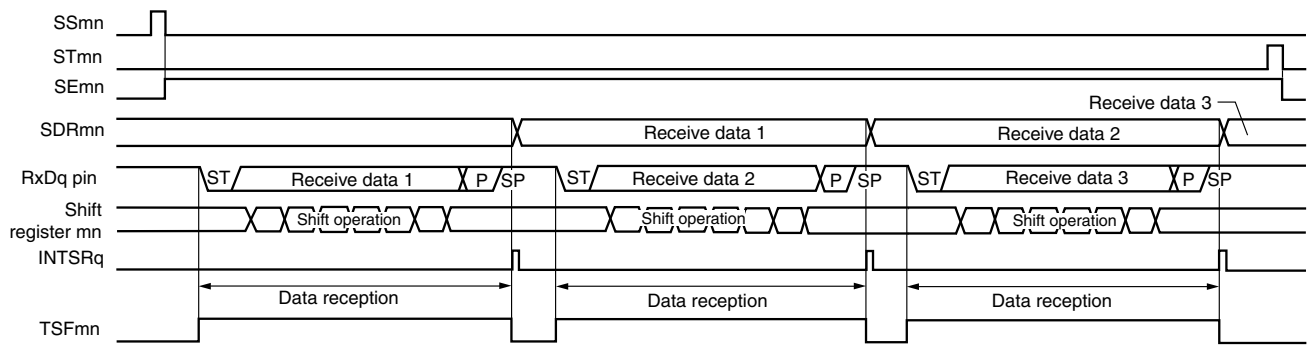 SSmn
STmn
SEmn
Receive data 3
SDRmn
Receive data 1
Receive data 2
RxDq pin
ST
Receive data 1
P
SP
ST
Receive data 2
P
SP
ST
Receive data 3
P
SP
Shift
register mn
Shift operation
Shift operation
Shift operation
INTSRq
Data reception
Data reception
Data reception
TSFmn